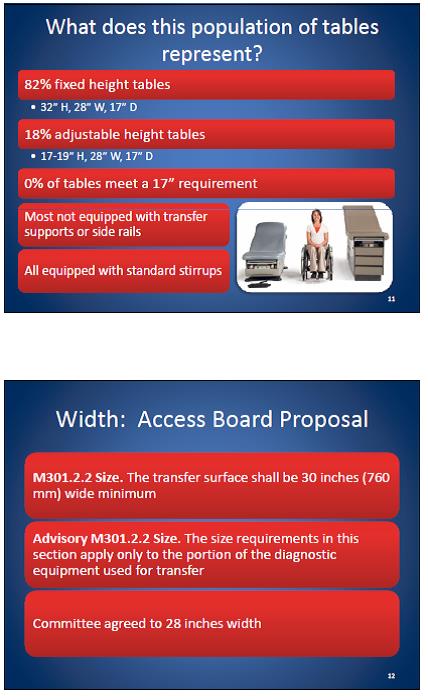 What does this population of tables
represent?
82% fixed height tables
• 32” H, 28” W, 17” D
18% adjustable height tables
• 17-19” H, 28” W, 17” D
0% of tables meet a 17” requirement
Most not equipped with transfer
supports or side rails
All equipped with standard stirrups
11
Width: Access Board Proposal
M301.2.2 Size. The transfer surface shall be 30 inches (760
mm) wide minimum
Advisory M301.2.2 Size. The size requirements in this
section apply only to the portion of the diagnostic
equipment used for transfer
Committee agreed to 28 inches width
12